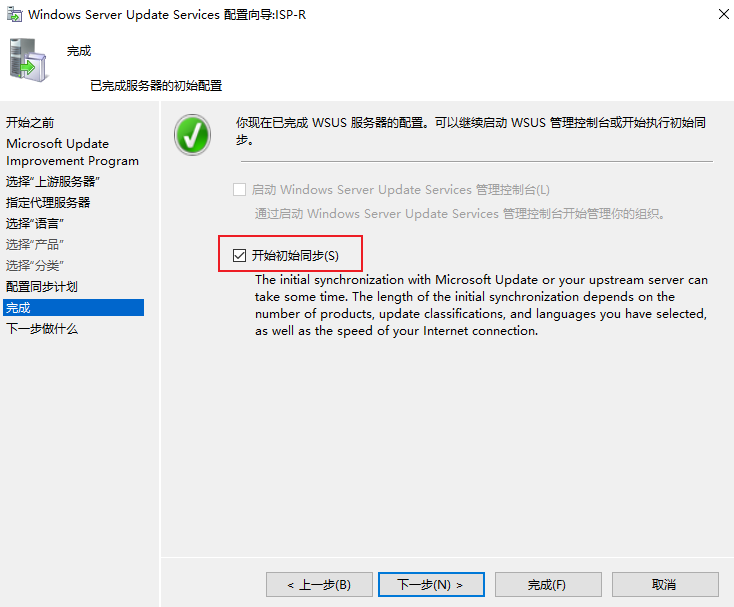 Windows Server Update Services 配置向导:ISP-R
完成
已完成服务器的初始配置
开始之前
Microsoft Update
Improvement Program
选择“上游服务器”
指定代理服务器
选择“语言”
选择“产品”
选择“分类”
配置同步计划
完成
下一步做什么
你现在已完成 WSUS 服务器的配置。可以继续启动 WSUS 管理控制台或开始执行初始同
步。
启动 Windows Server Update Services 管理控制台(L)
通过启动 Windows Server Update Services 管理控制台开始管理你的组织。
开始初始同步(S)
The initial synchronization with Microsoft Update or your upstream server can
take some time. The length of the initial synchronization depends on the
number of products, update classifications, and languages you have selected,
as well as the speed of your Internet connection.
< 上一步(B)
下一步(N) >
完成(F)
取消